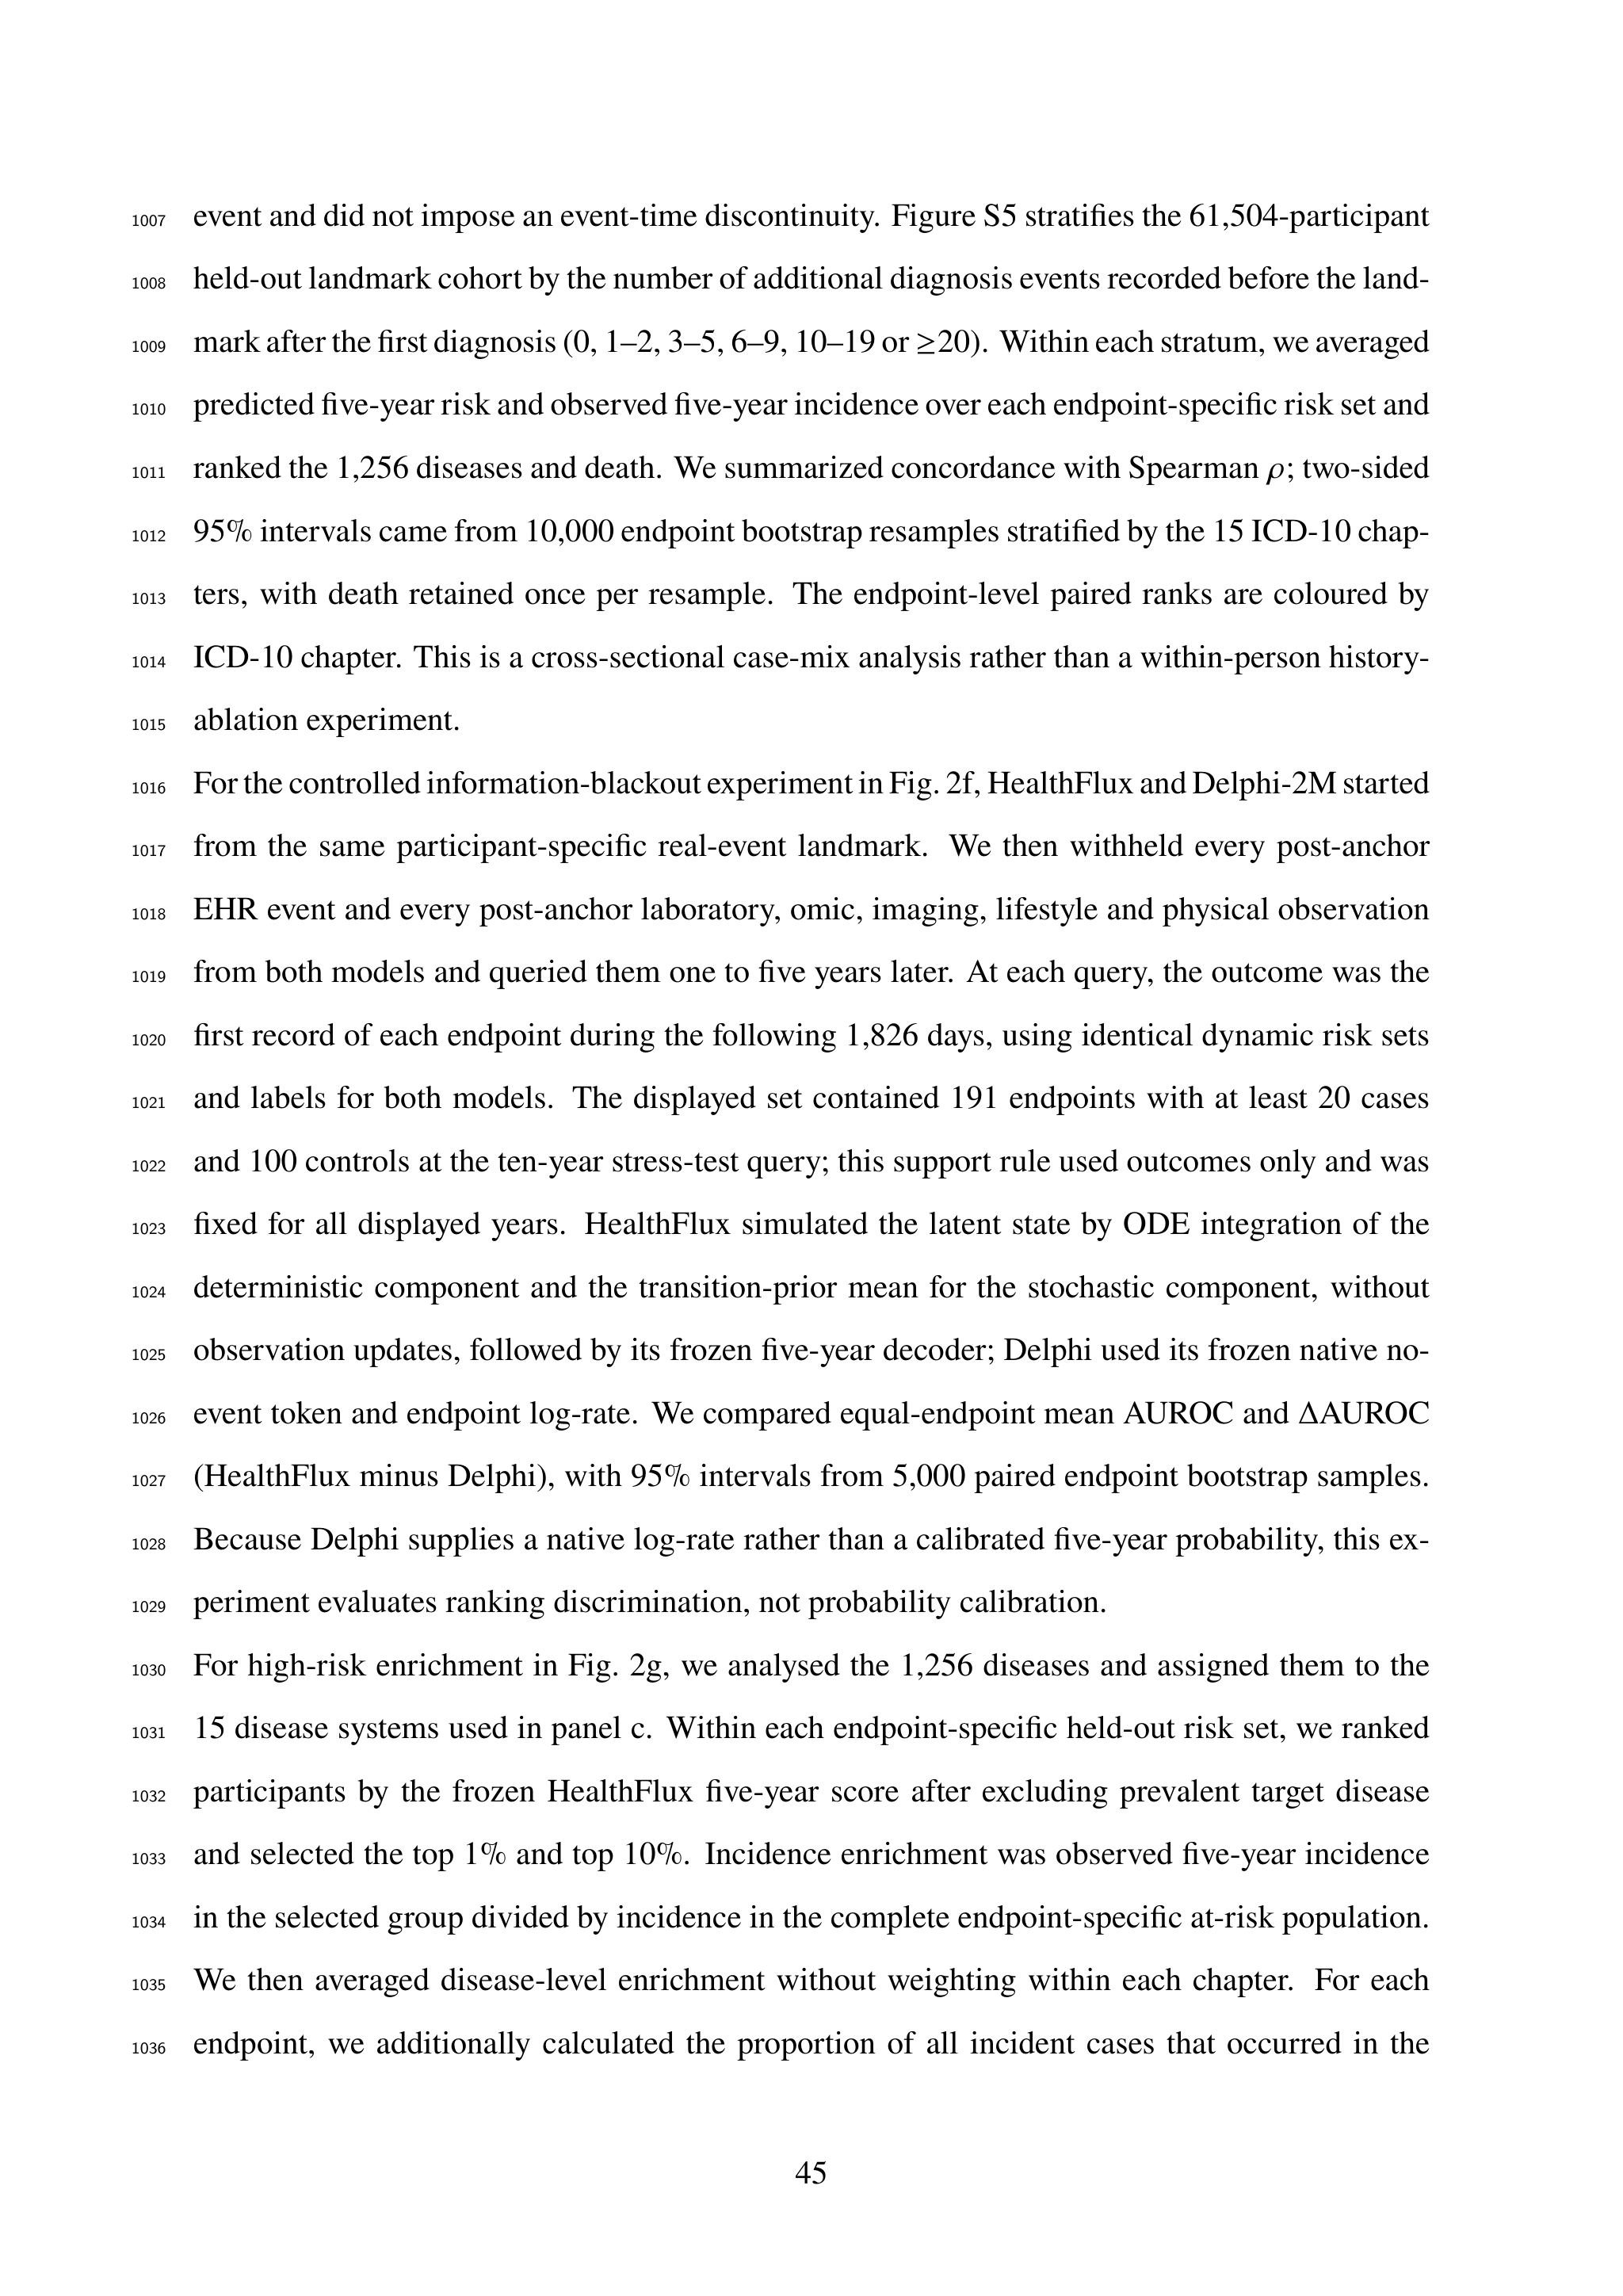 1007 event and did not impose an event-time discontinuity. Figure S5 stratifies the 61,504-participant
1008 held-out landmark cohort by the number of additional diagnosis events recorded before the land-
1009 mark after the first diagnosis (0, 1–2, 3–5, 6–9, 10–19 or ≥20). Within each stratum, we averaged
1010 predicted five-year risk and observed five-year incidence over each endpoint-specific risk set and
1011 ranked the 1,256 diseases and death. We summarized concordance with Spearman ρ; two-sided
1012 95% intervals came from 10,000 endpoint bootstrap resamples stratified by the 15 ICD-10 chap-
1013 ters, with death retained once per resample. The endpoint-level paired ranks are coloured by
1014 ICD-10 chapter. This is a cross-sectional case-mix analysis rather than a within-person history-
1015 ablation experiment.
1016 For the controlled information-blackout experiment in Fig. 2f, HealthFlux and Delphi-2M started
1017 from the same participant-specific real-event landmark. We then withheld every post-anchor
1018 EHR event and every post-anchor laboratory, omic, imaging, lifestyle and physical observation
1019 from both models and queried them one to five years later. At each query, the outcome was the
1020 first record of each endpoint during the following 1,826 days, using identical dynamic risk sets
1021 and labels for both models. The displayed set contained 191 endpoints with at least 20 cases
1022 and 100 controls at the ten-year stress-test query; this support rule used outcomes only and was
1023 fixed for all displayed years. HealthFlux simulated the latent state by ODE integration of the
1024 deterministic component and the transition-prior mean for the stochastic component, without
1025 observation updates, followed by its frozen five-year decoder; Delphi used its frozen native no-
1026 event token and endpoint log-rate. We compared equal-endpoint mean AUROC and ΔAUROC
1027 (HealthFlux minus Delphi), with 95% intervals from 5,000 paired endpoint bootstrap samples.
1028 Because Delphi supplies a native log-rate rather than a calibrated five-year probability, this ex-
1029 periment evaluates ranking discrimination, not probability calibration.
1030 For high-risk enrichment in Fig. 2g, we analysed the 1,256 diseases and assigned them to the
1031 15 disease systems used in panel c. Within each endpoint-specific held-out risk set, we ranked
1032 participants by the frozen HealthFlux five-year score after excluding prevalent target disease
1033 and selected the top 1% and top 10%. Incidence enrichment was observed five-year incidence
1034 in the selected group divided by incidence in the complete endpoint-specific at-risk population.
1035 We then averaged disease-level enrichment without weighting within each chapter. For each
1036 endpoint, we additionally calculated the proportion of all incident cases that occurred in the
45